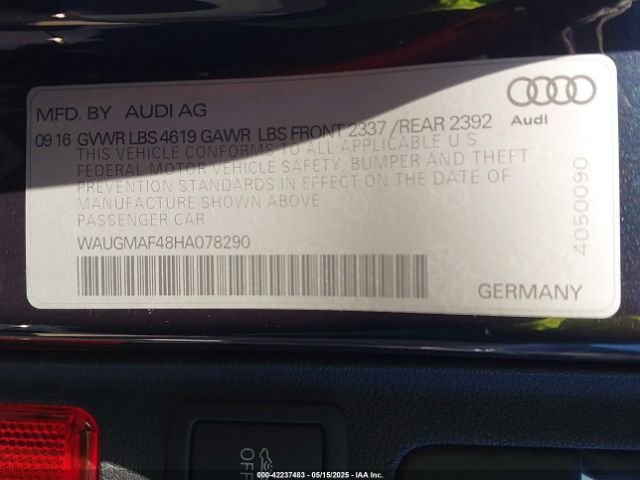 MFD. BY AUDI AG
09 16 GVWR LBS 4619 GAWR LBS FRONT 2337 /REAR 2392
THIS VEHICLE CONFORMS TO ALL APPLICABLE U.S.
FEDERAL MOTOR VEHICLE SAFETY, BUMPER AND THEFT
PREVENTION STANDARDS IN EFFECT ON THE DATE OF
MANUFACTURE SHOWN ABOVE
PASSENGER CAR
WAUGMAF48HA078290
GERMANY
Audi
4050090
OFF
000-42237483 - 05/15/2025 - IAA, Inc.